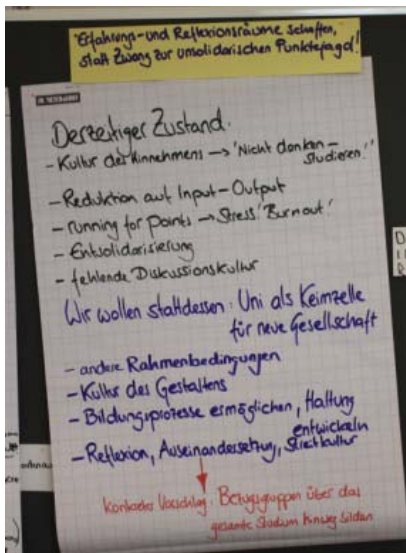 "Erfahrungs- und Reflexionsräume schaffen,
statt Zwang zur unsolidarischen Punktejagd!
Derzeitiger Zustand.
- Kultur des Hinnehmens → 'Nicht denken -
studieren!'
- Reduktion auf Input-Output
- running for points → Stress! Burnout!
- Entsolidarisierung
- fehlende Diskussionskultur
Wir wollen stattdessen: Uni als Keimzelle
für neue Gesellschaft
- andere Rahmenbedingungen
- Kultur des Gestaltens
- Bildungsprozesse ermöglichen, Haltung
entwickeln
- Reflexion, Auseinandersetzung, Streitkultur
Konkreter Vorschlag: Bezugsgruppen über das
gesamte Studium hinweg bilden